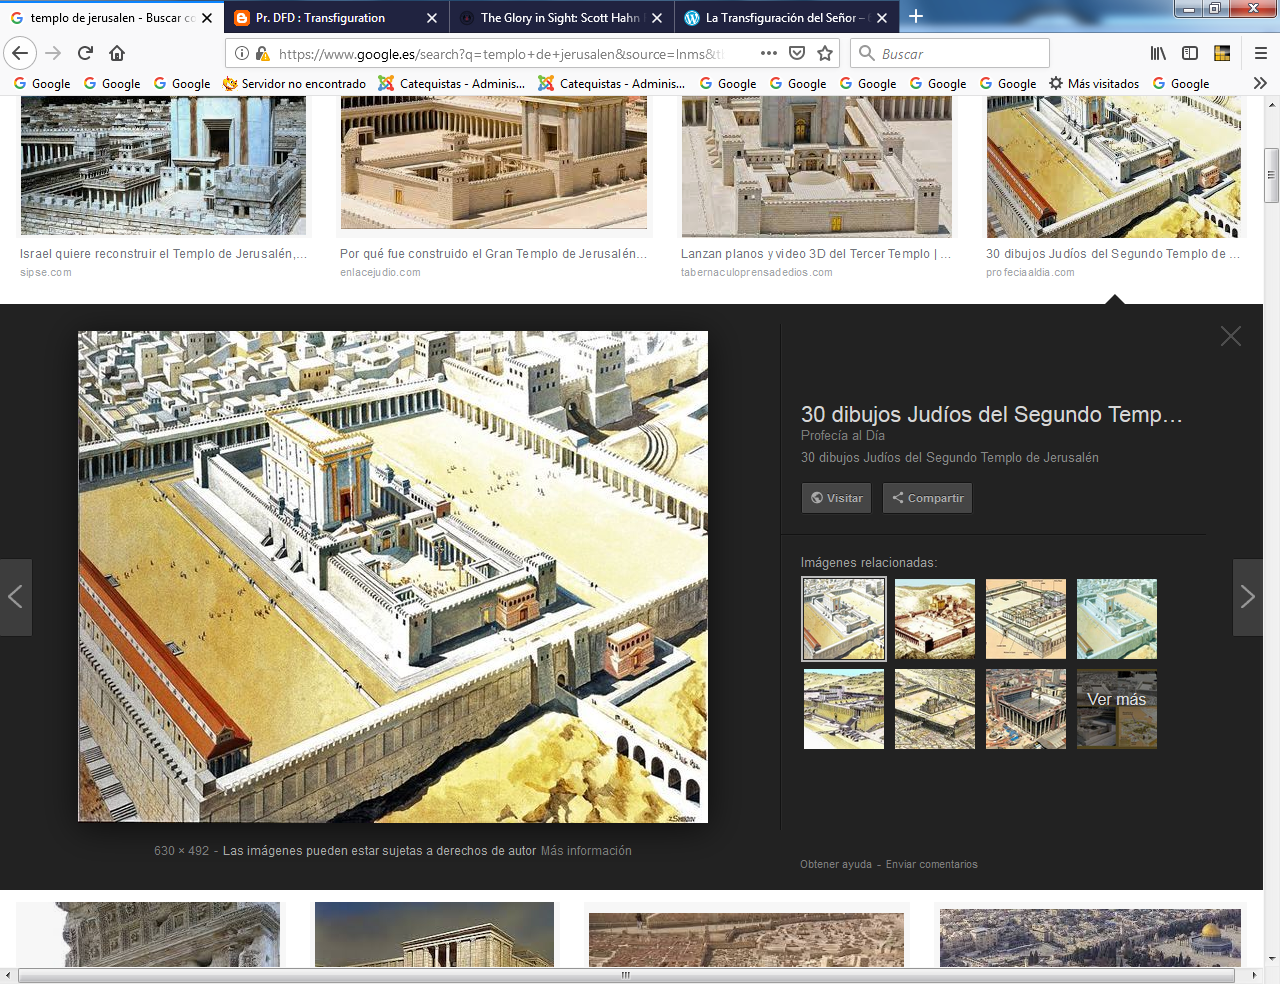 templo de jerusalen - Buscar co
Pr. DFD : Transfiguration
The Glory in Sight: Scott Hahn
La Transfiguración del Señor –
https://www.google.es/search?q=templo+de+jerusalen&source=lnms&t
Buscar
Google
Google
Google
Servidor no encontrado
Catequistas - Adminis...
Catequistas - Adminis...
Google
Google
Google
Google
Google
Más visitados
Google
Israel quiere reconstruir el Templo de Jerusalén,...
sipse.com
Por qué fue construido el Gran Templo de Jerusalén...
enlacejudio.com
Lanzan planos y video 3D del Tercer Templo | ...
tabernaculoprensadedios.com
30 dibujos Judíos del Segundo Templo de ...
profeciaaldia.com
30 dibujos Judíos del Segundo Temp...
Profecía al Día
30 dibujos Judíos del Segundo Templo de Jerusalén
Visitar
Compartir
Imágenes relacionadas:
Ver más
630 × 492 - Las imágenes pueden estar sujetas a derechos de autor Más información
Obtener ayuda - Enviar comentarios